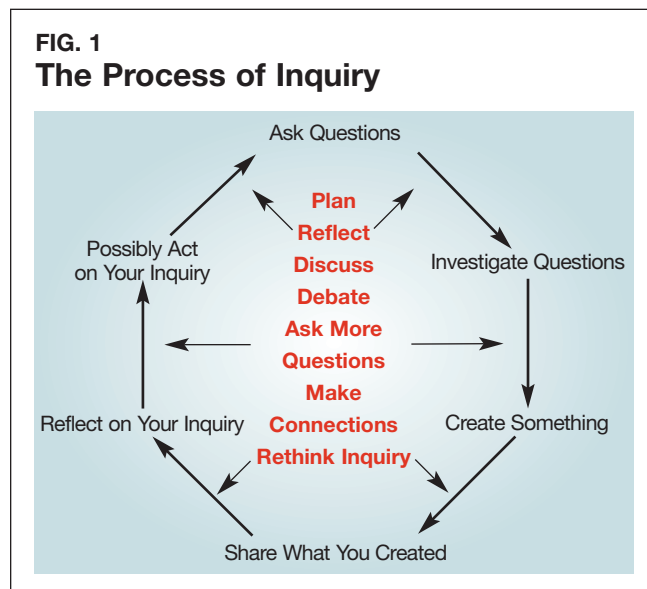 FIG. 1
The Process of Inquiry
Ask Questions
Plan
Reflect
Discuss
Debate
Ask More
Questions
Make
Connections
Rethink Inquiry
Investigate Questions
Create Something
Share What You Created
Reflect on Your Inquiry
Possibly Act
on Your Inquiry